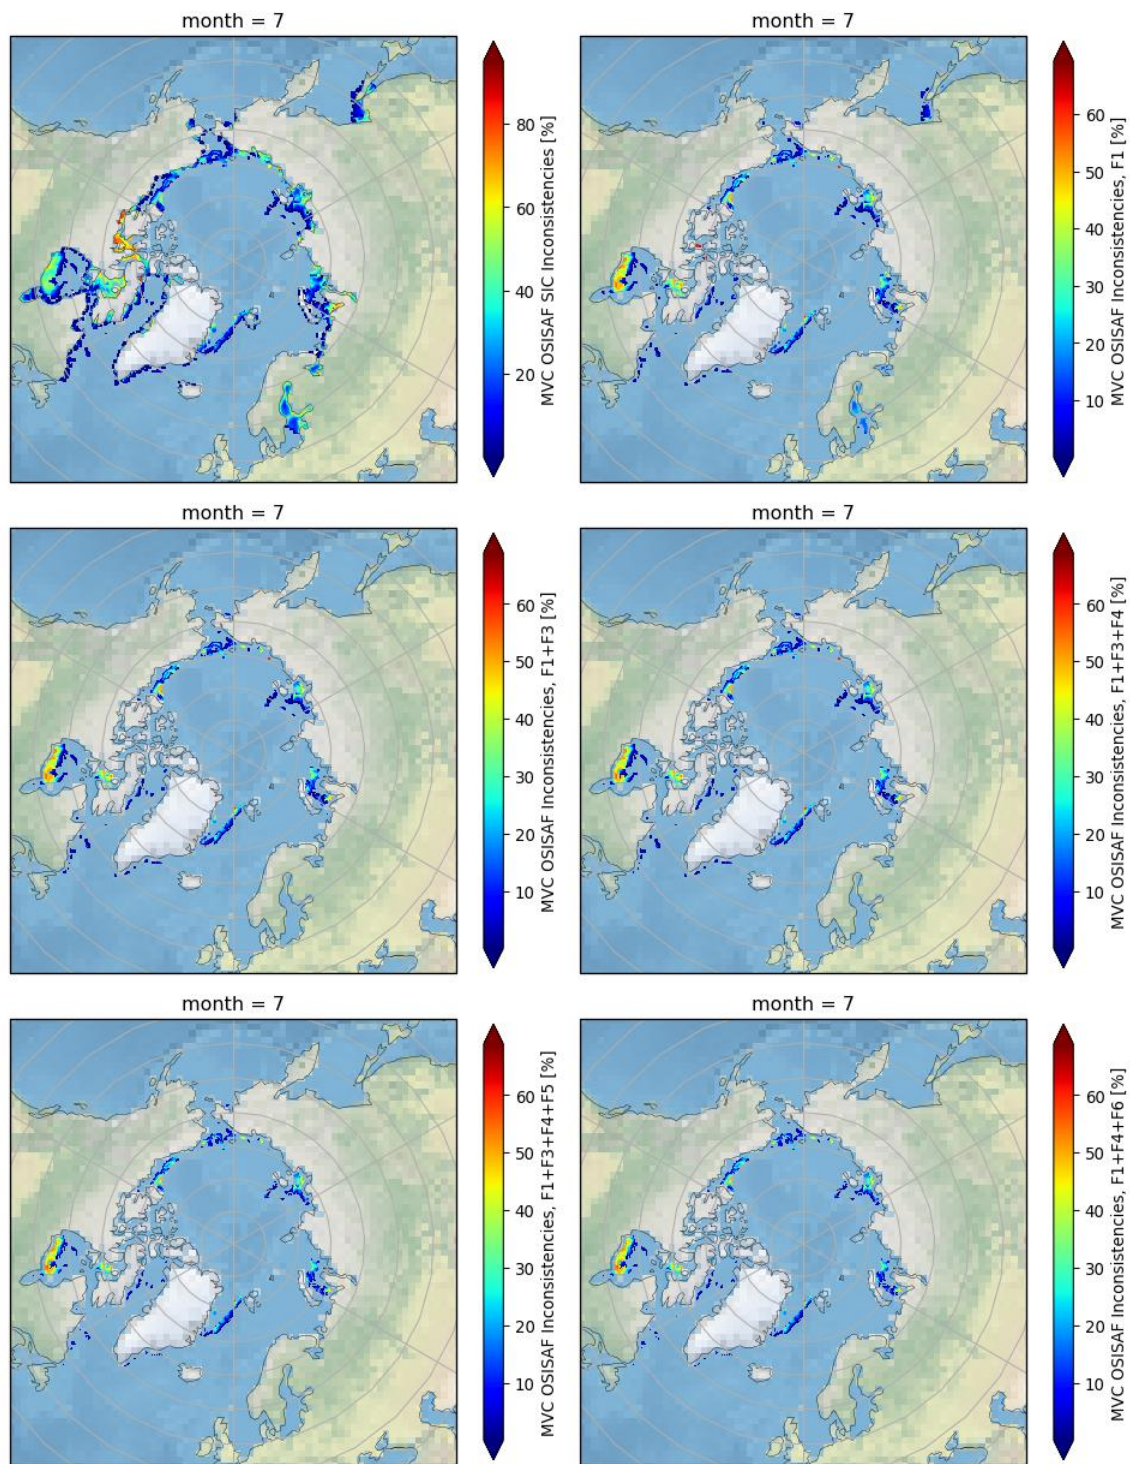 month = 7
80
60
40
20
MVC OSISAF SIC Inconsistencies [%]
month = 7
60
50
40
30
20
10
MVC OSISAF Inconsistencies, F1 [%]
month = 7
60
50
40
30
20
10
MVC OSISAF Inconsistencies, F1+F3 [%]
month = 7
60
50
40
30
20
10
MVC OSISAF Inconsistencies, F1+F3+F4 [%]
month = 7
60
50
40
30
20
10
MVC OSISAF Inconsistencies, F1+F3+F4+F5 [%]
month = 7
60
50
40
30
20
10
MVC OSISAF Inconsistencies, F1+F4+F6 [%]